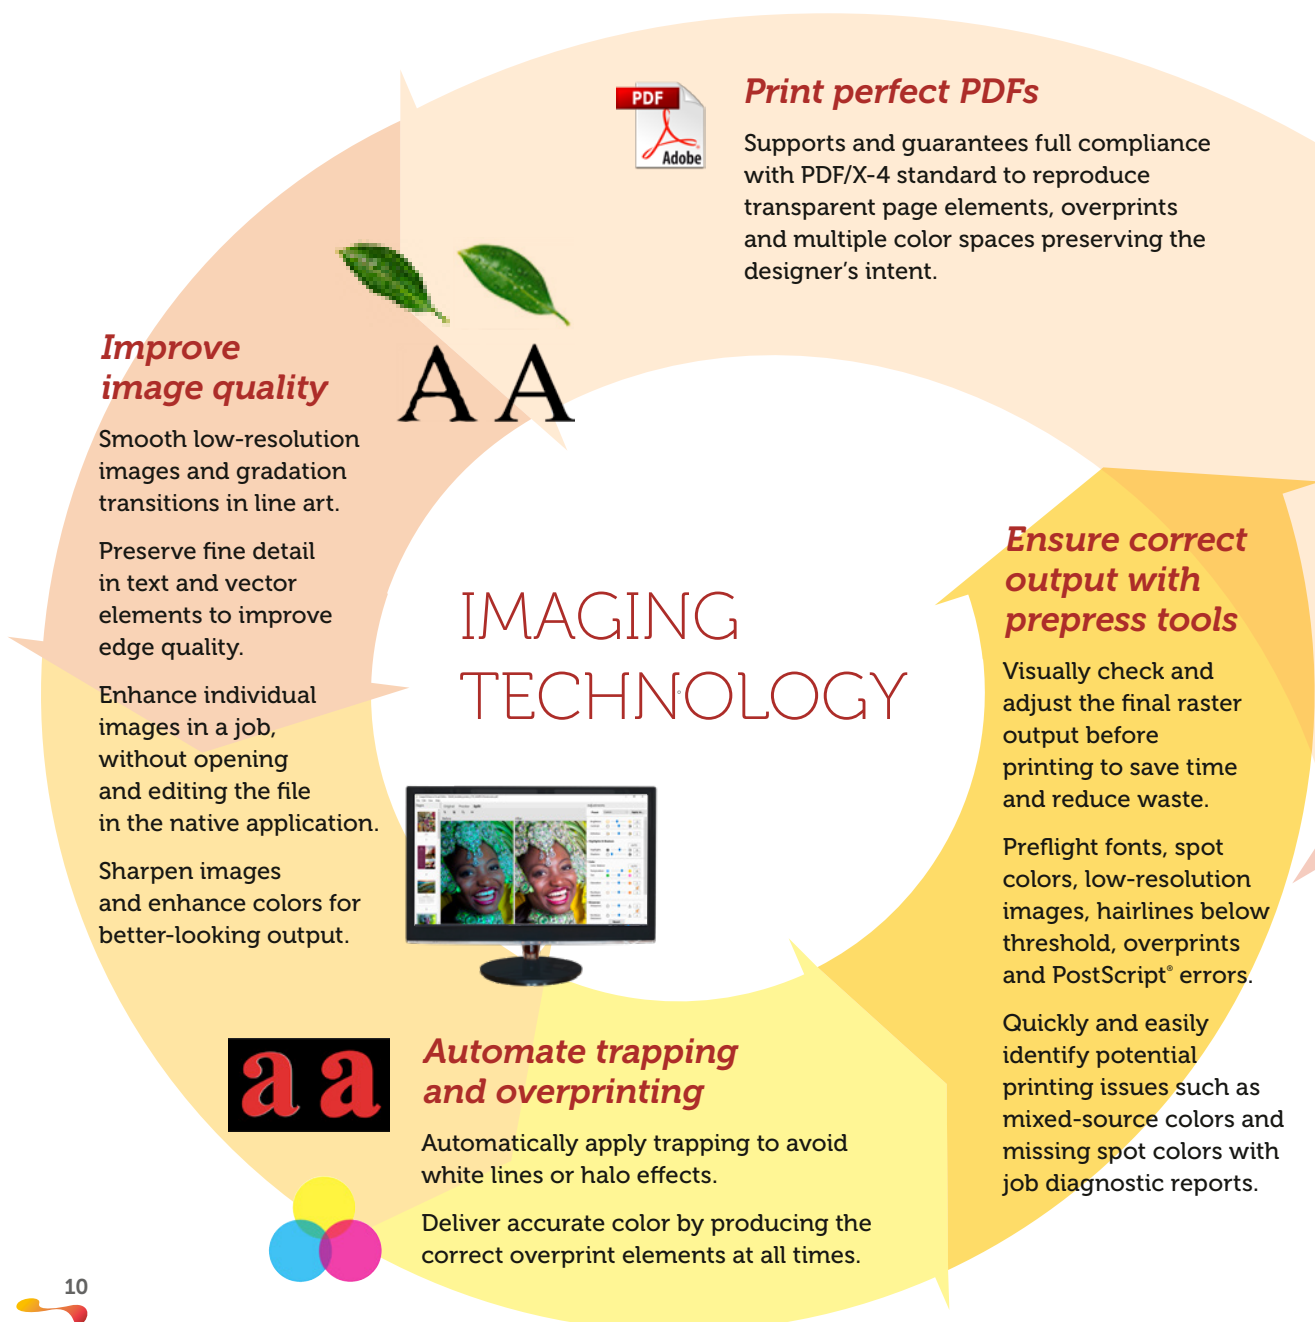 PDF
Adobe
Print perfect PDFs
Supports and guarantees full compliance
with PDF/X-4 standard to reproduce
transparent page elements, overprints
and multiple color spaces preserving the
designer’s intent.
A A
Improve
image quality
Smooth low-resolution
images and gradation
transitions in line art.
Preserve fine detail
in text and vector
elements to improve
edge quality.
Enhance individual
images in a job,
without opening
and editing the file
in the native application.
Sharpen images
and enhance colors for
better-looking output.
IMAGING
TECHNOLOGY
Ensure correct
output with
prepress tools
Visually check and
adjust the final raster
output before
printing to save time
and reduce waste.
Preflight fonts, spot
colors, low-resolution
images, hairlines below
threshold, overprints
and PostScript® errors.
Quickly and easily
identify potential
printing issues such as
mixed-source colors and
missing spot colors with
job diagnostic reports.
a a
Automate trapping
and overprinting
Automatically apply trapping to avoid
white lines or halo effects.
Deliver accurate color by producing the
correct overprint elements at all times.
10